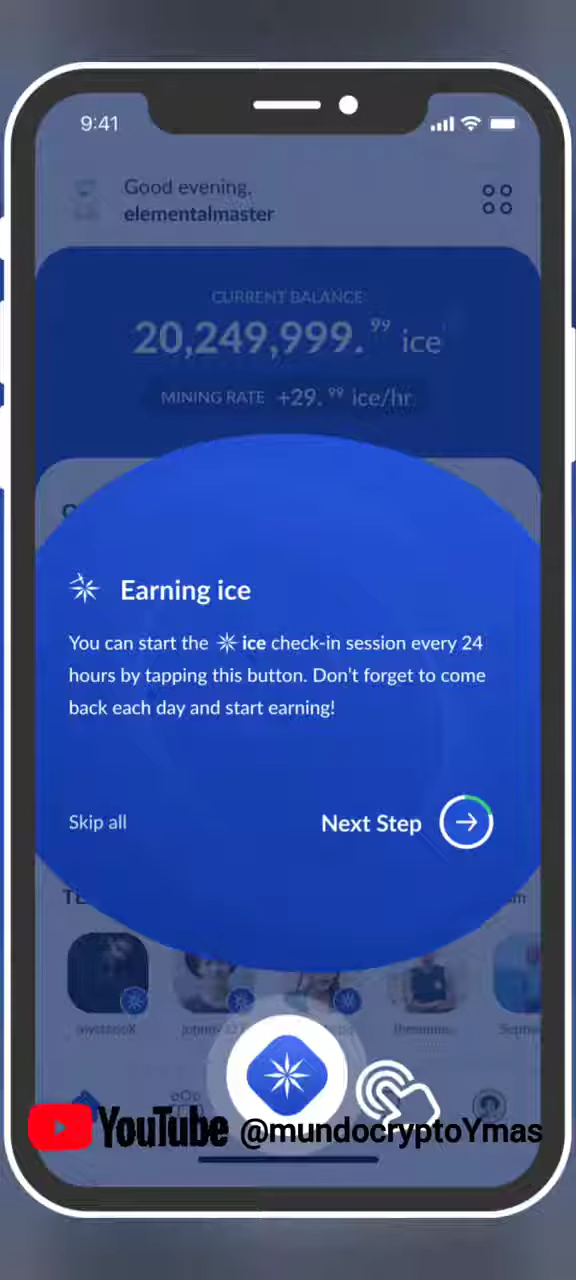 9:41
Good evening,
elementalmaster
CURRENT BALANCE
20,249,999.99 ice
MINING RATE +29.99 ice/hr
Earning ice
You can start the ice check-in session every 24
hours by tapping this button. Don't forget to come
back each day and start earning!
Skip all
Next Step
YouTube @mundocryptoYmas